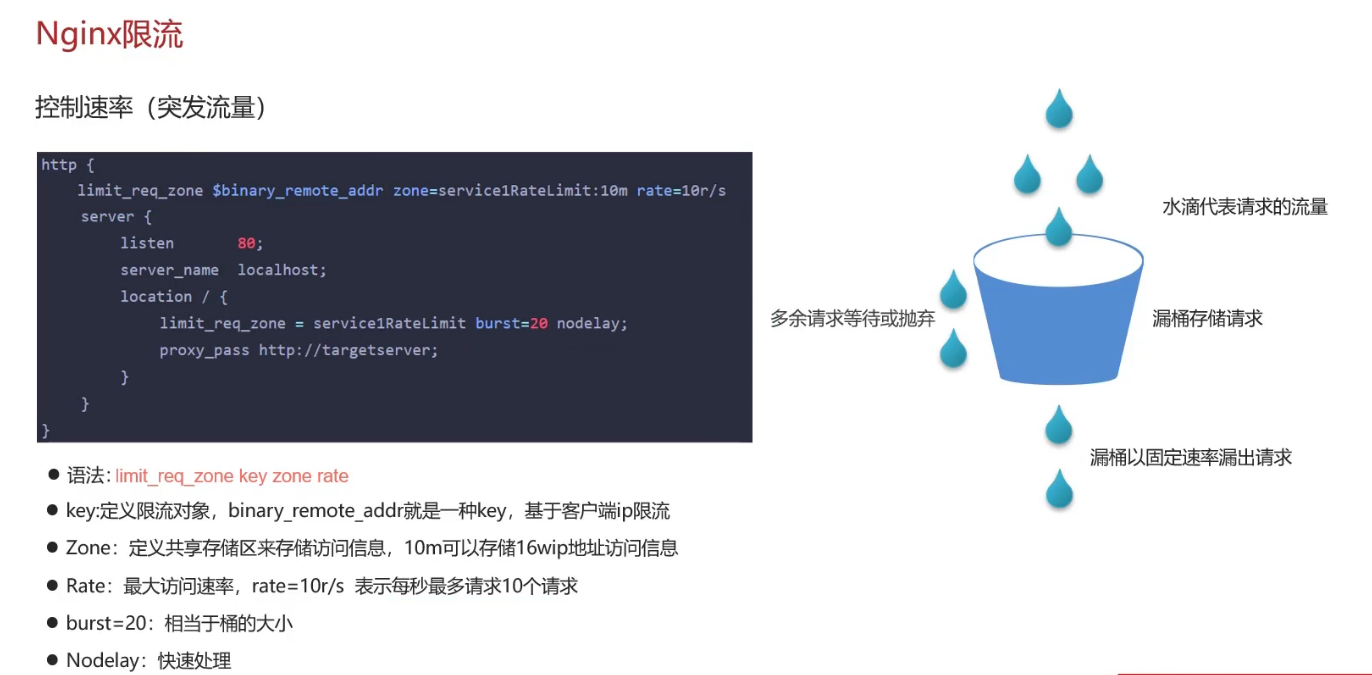 Nginx限流
控制速率（突发流量）
http {
limit_req_zone $binary_remote_addr zone=service1RateLimit:10m rate=10r/s
server {
listen 80;
server_name localhost;
location / {
limit_req_zone = service1RateLimit burst=20 nodelay;
proxy_pass http://targetserver;
}
}
}
水滴代表请求的流量
多余请求等待或抛弃
漏桶存储请求
漏桶以固定速率漏出请求
● 语法: limit_req_zone key zone rate
● key:定义限流对象，binary_remote_addr就是一种key，基于客户端ip限流
● Zone：定义共享存储区来存储访问信息，10m可以存储16wip地址访问信息
● Rate：最大访问速率，rate=10r/s 表示每秒最多请求10个请求
● burst=20：相当于桶的大小
● Nodelay：快速处理